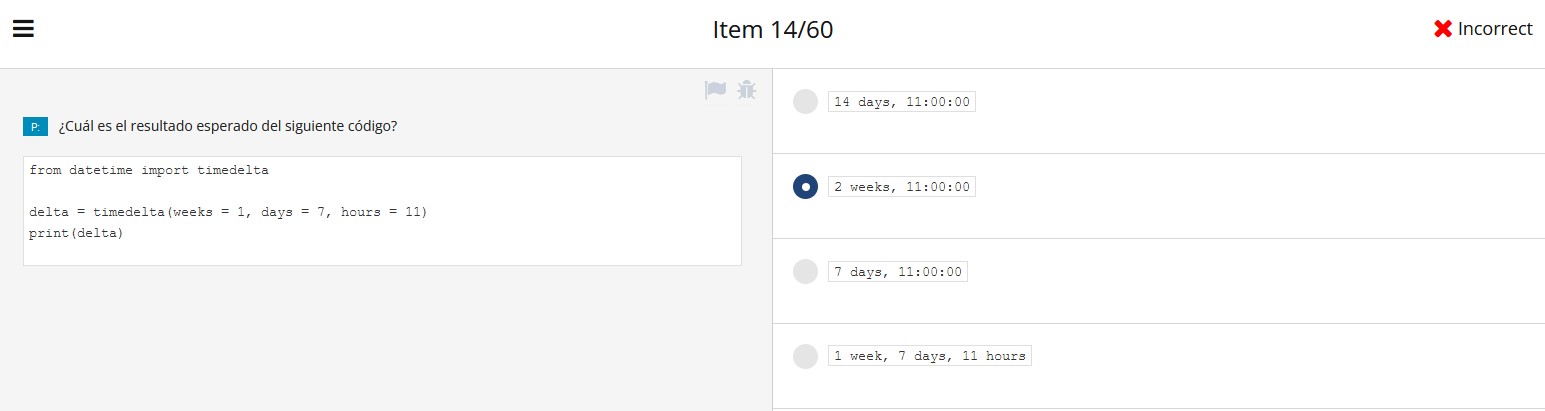 Item 14/60
Incorrect
P: ¿Cuál es el resultado esperado del siguiente código?
from datetime import timedelta
delta = timedelta(weeks = 1, days = 7, hours = 11)
print(delta)
14 days, 11:00:00
2 weeks, 11:00:00
7 days, 11:00:00
1 week, 7 days, 11 hours